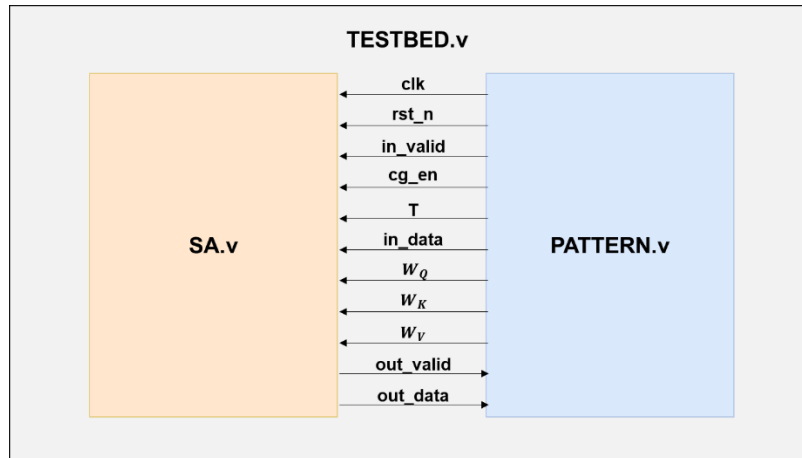 TESTBED.v
SA.v
clk
rst_n
in_valid
cg_en
T
in_data
W_Q
W_K
W_V
out_valid
out_data
PATTERN.v